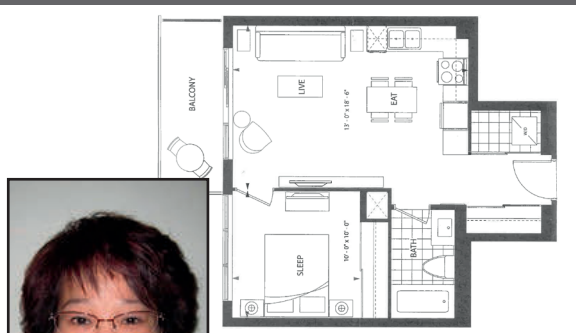 BALCONY
LIVE
13'-0" x 18'-6"
EAT
W/D
SLEEP
10'-0" x 10'-0"
BATH